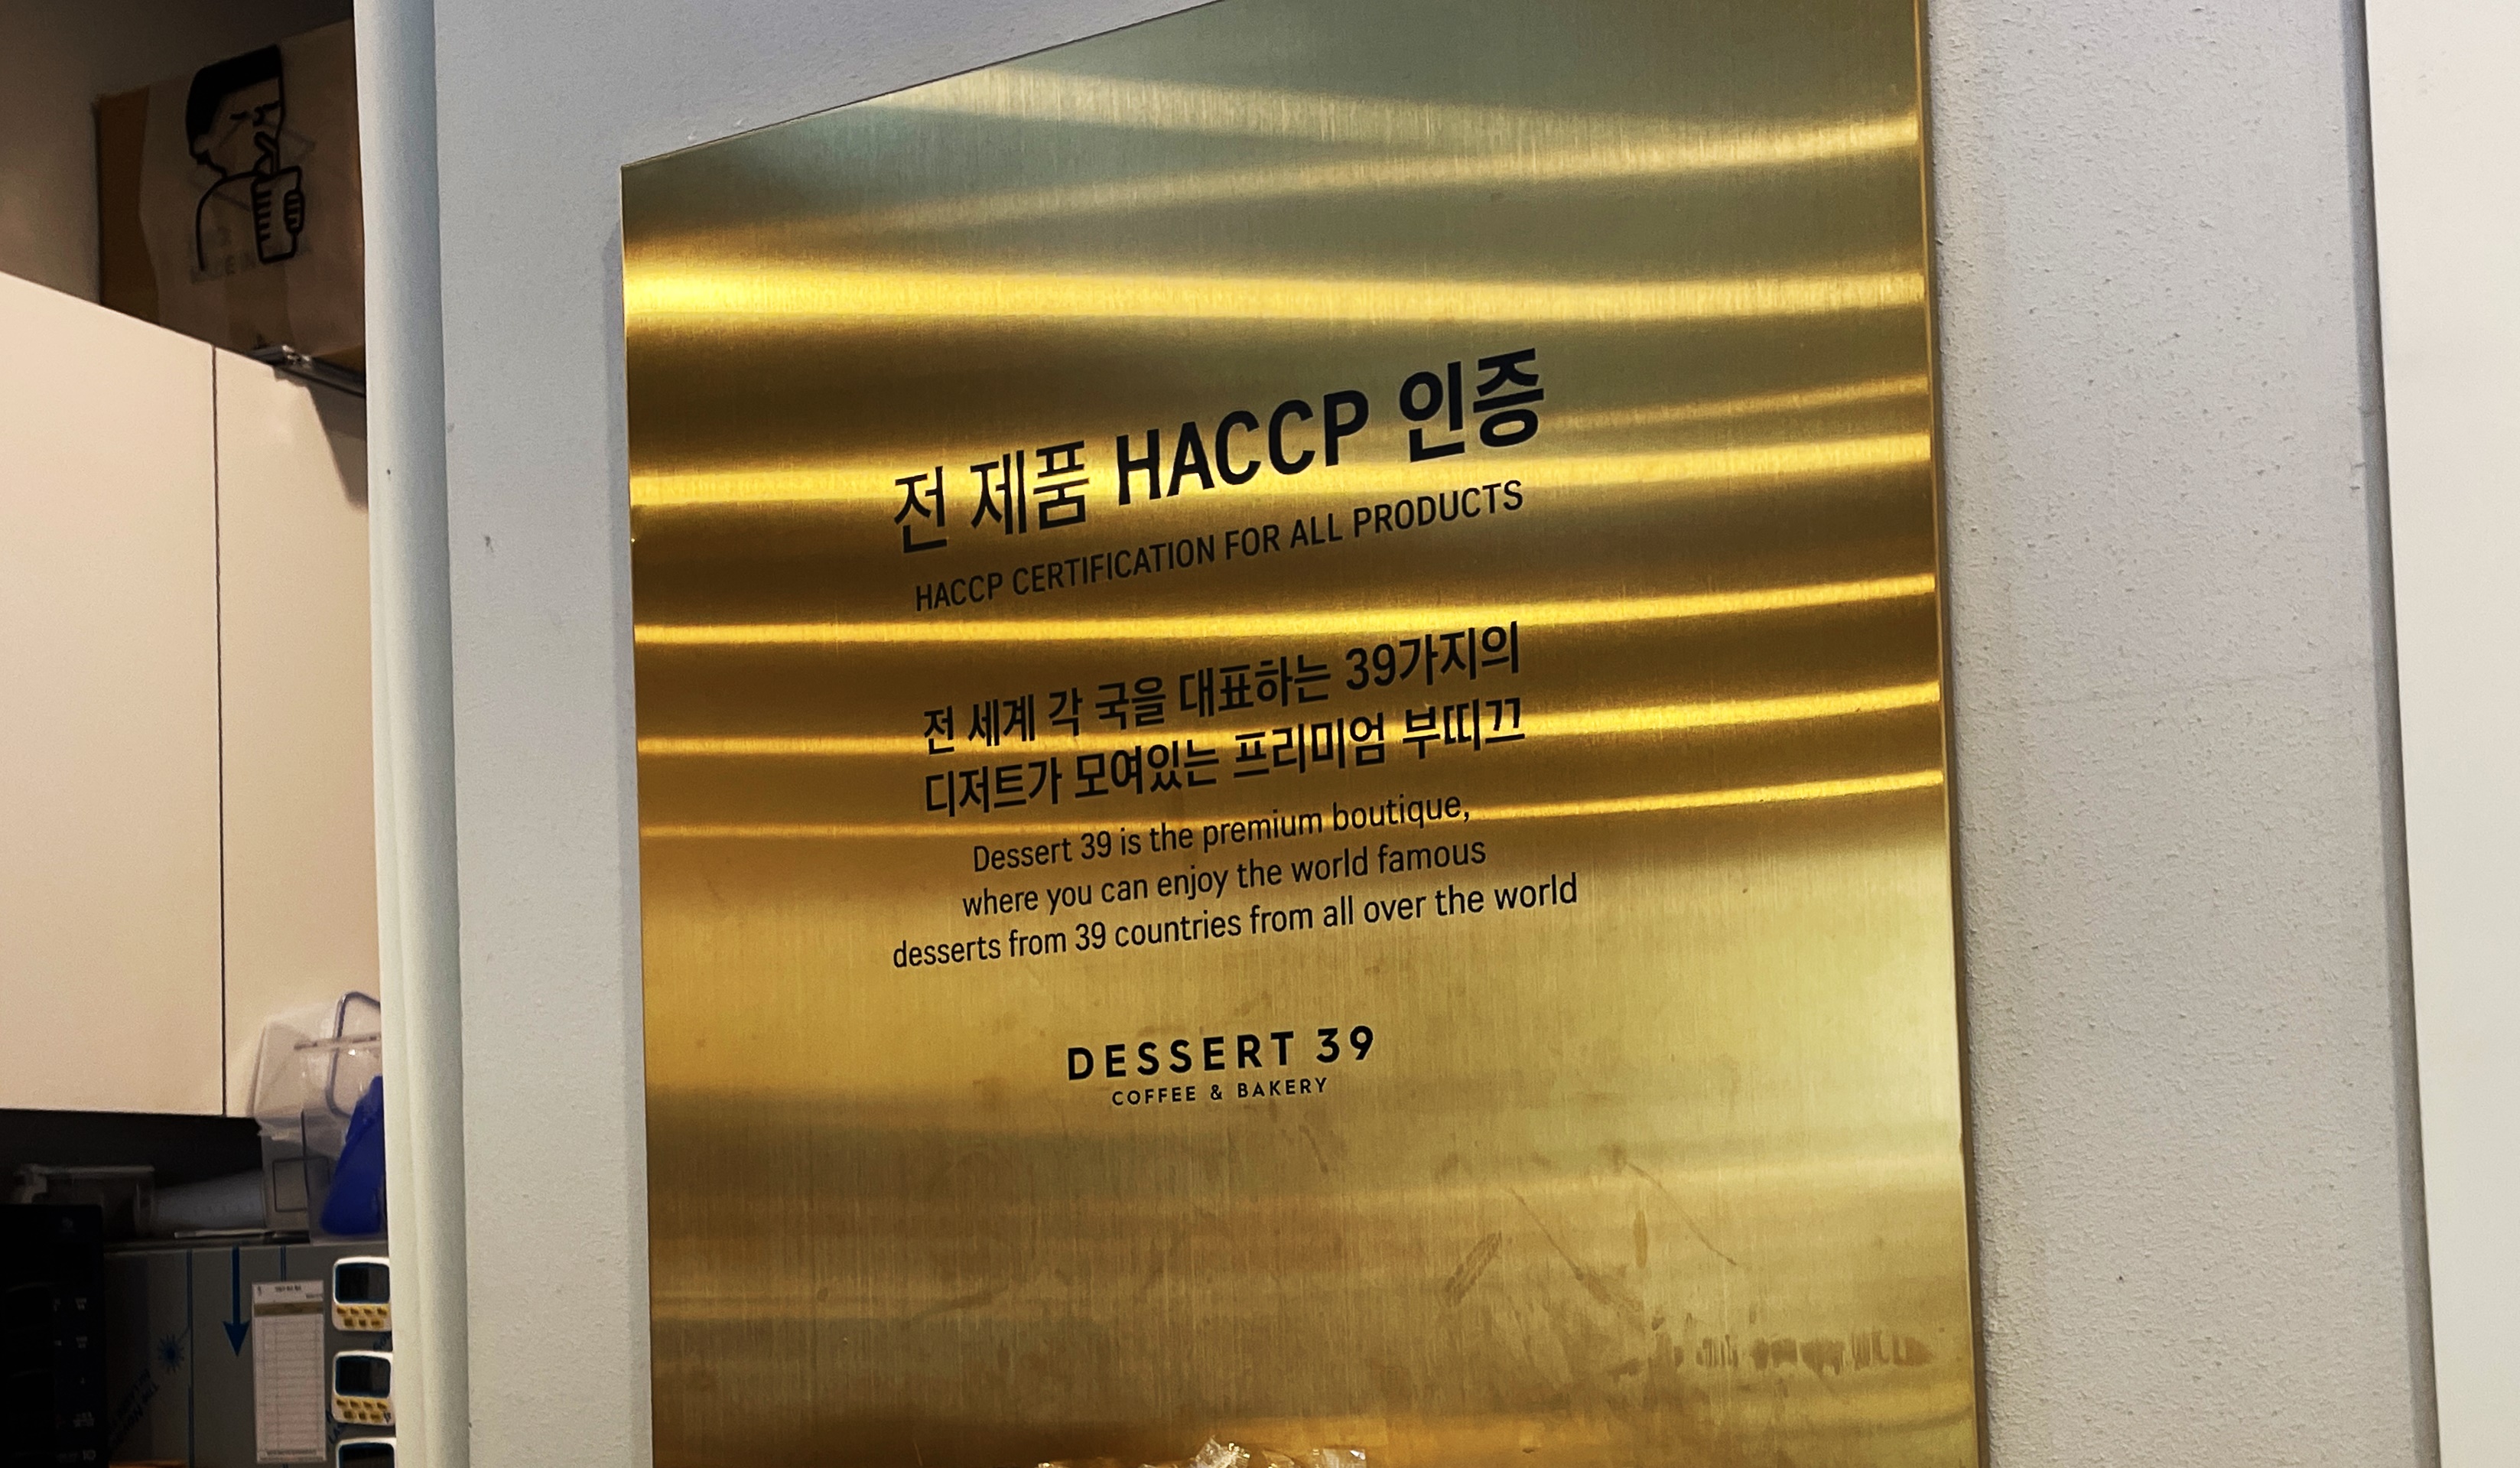 전 제품 HACCP 인증
HACCP CERTIFICATION FOR ALL PRODUCTS
전 세계 각 국을 대표하는 39가지의
디저트가 모여있는 프리미엄 부띠끄
Dessert 39 is the premium boutique,
where you can enjoy the world famous
desserts from 39 countries from all over the world
DESSERT 39
COFFEE & BAKERY